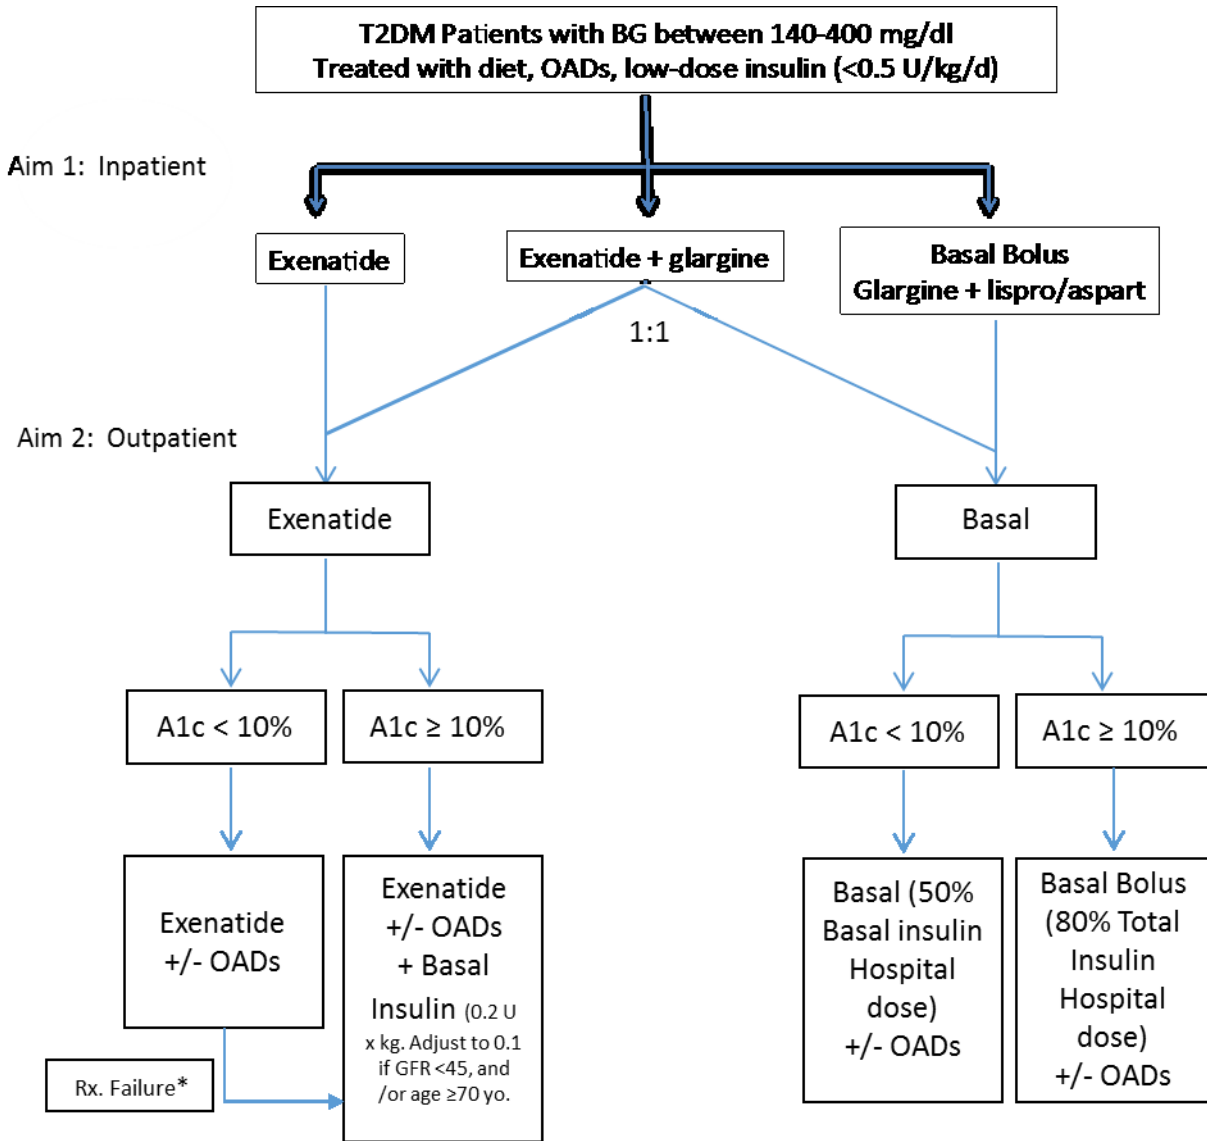 T2DM Patients with BG between 140-400 mg/dl
Treated with diet, OADs, low-dose insulin (<0.5 U/kg/d)
Aim 1: Inpatient
Exenatide
Exenatide + glargine
Basal Bolus
Glargine + lispro/aspart
1:1
Aim 2: Outpatient
Exenatide
Basal
A1c < 10%
A1c ≥ 10%
A1c < 10%
A1c ≥ 10%
Exenatide
+/- OADs
Exenatide
+/- OADs
+ Basal
Insulin (0.2 U
x kg. Adjust to 0.1
if GFR <45, and
/or age ≥70 yo.
Basal (50%
Basal insulin
Hospital
dose)
+/- OADs
Basal Bolus
(80% Total
Insulin
Hospital
dose)
+/- OADs
Rx. Failure*